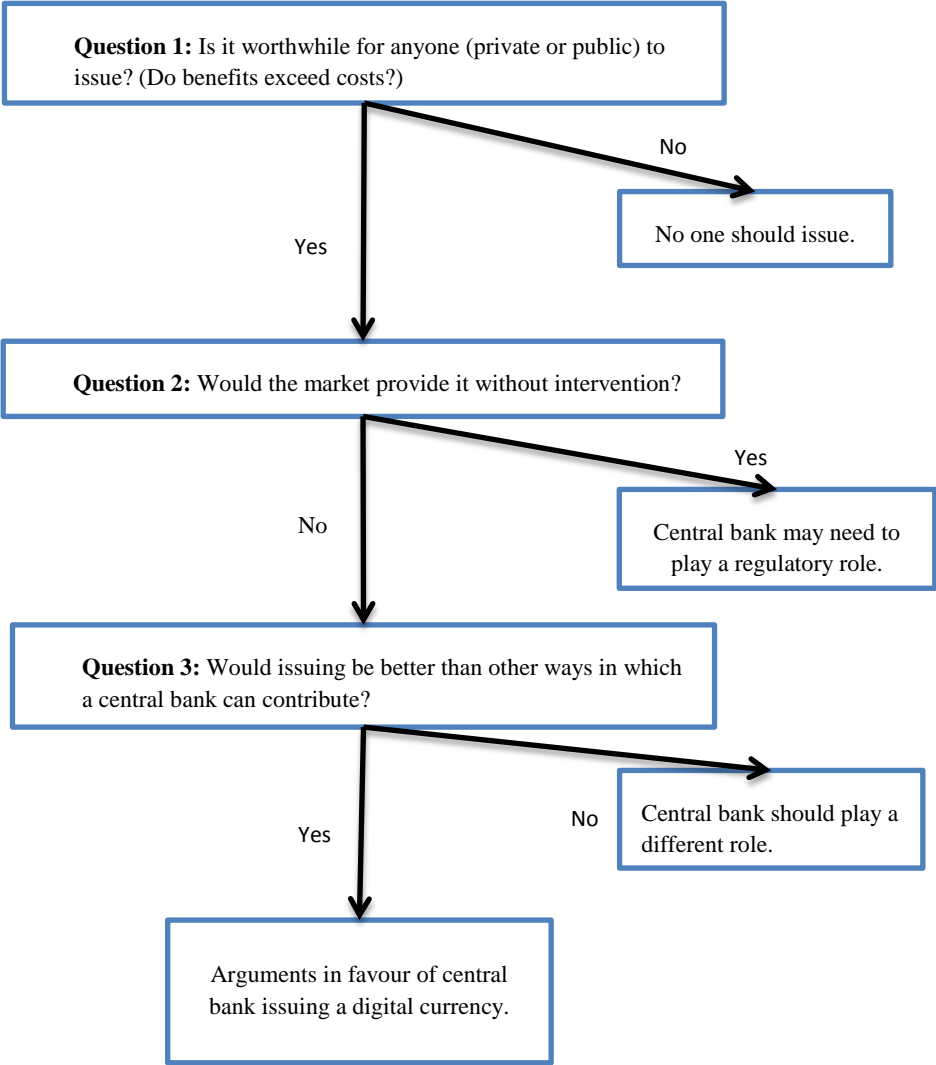 Question 1: Is it worthwhile for anyone (private or public) to
issue? (Do benefits exceed costs?)
No
No one should issue.
Yes
Question 2: Would the market provide it without intervention?
Yes
Central bank may need to
play a regulatory role.
No
Question 3: Would issuing be better than other ways in which
a central bank can contribute?
No
Central bank should play a
different role.
Yes
Arguments in favour of central
bank issuing a digital currency.